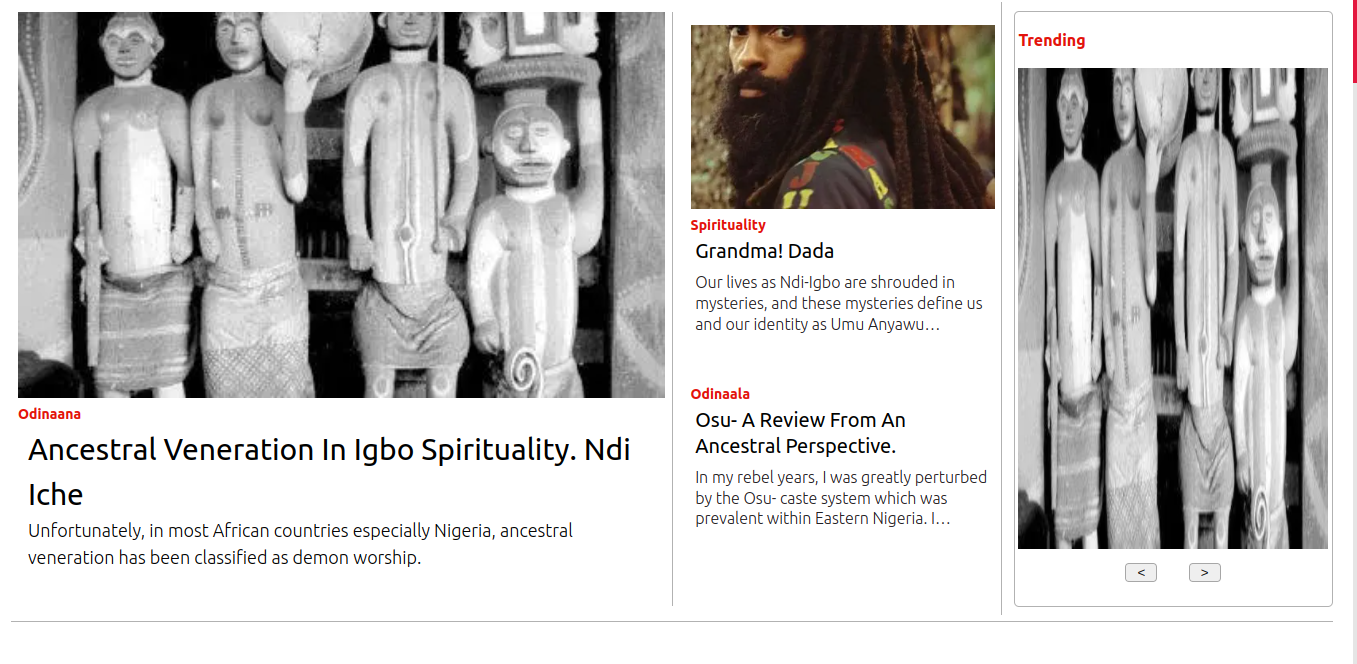 Odinaana
Ancestral Veneration In Igbo Spirituality. Ndi
Iche
Unfortunately, in most African countries especially Nigeria, ancestral
veneration has been classified as demon worship.
Spirituality
Grandma! Dada
Our lives as Ndi-Igbo are shrouded in
mysteries, and these mysteries define us
and our identity as Umu Anyawu…
Odinaala
Osu- A Review From An
Ancestral Perspective.
In my rebel years, I was greatly perturbed
by the Osu- caste system which was
prevalent within Eastern Nigeria. I…
Trending
< >